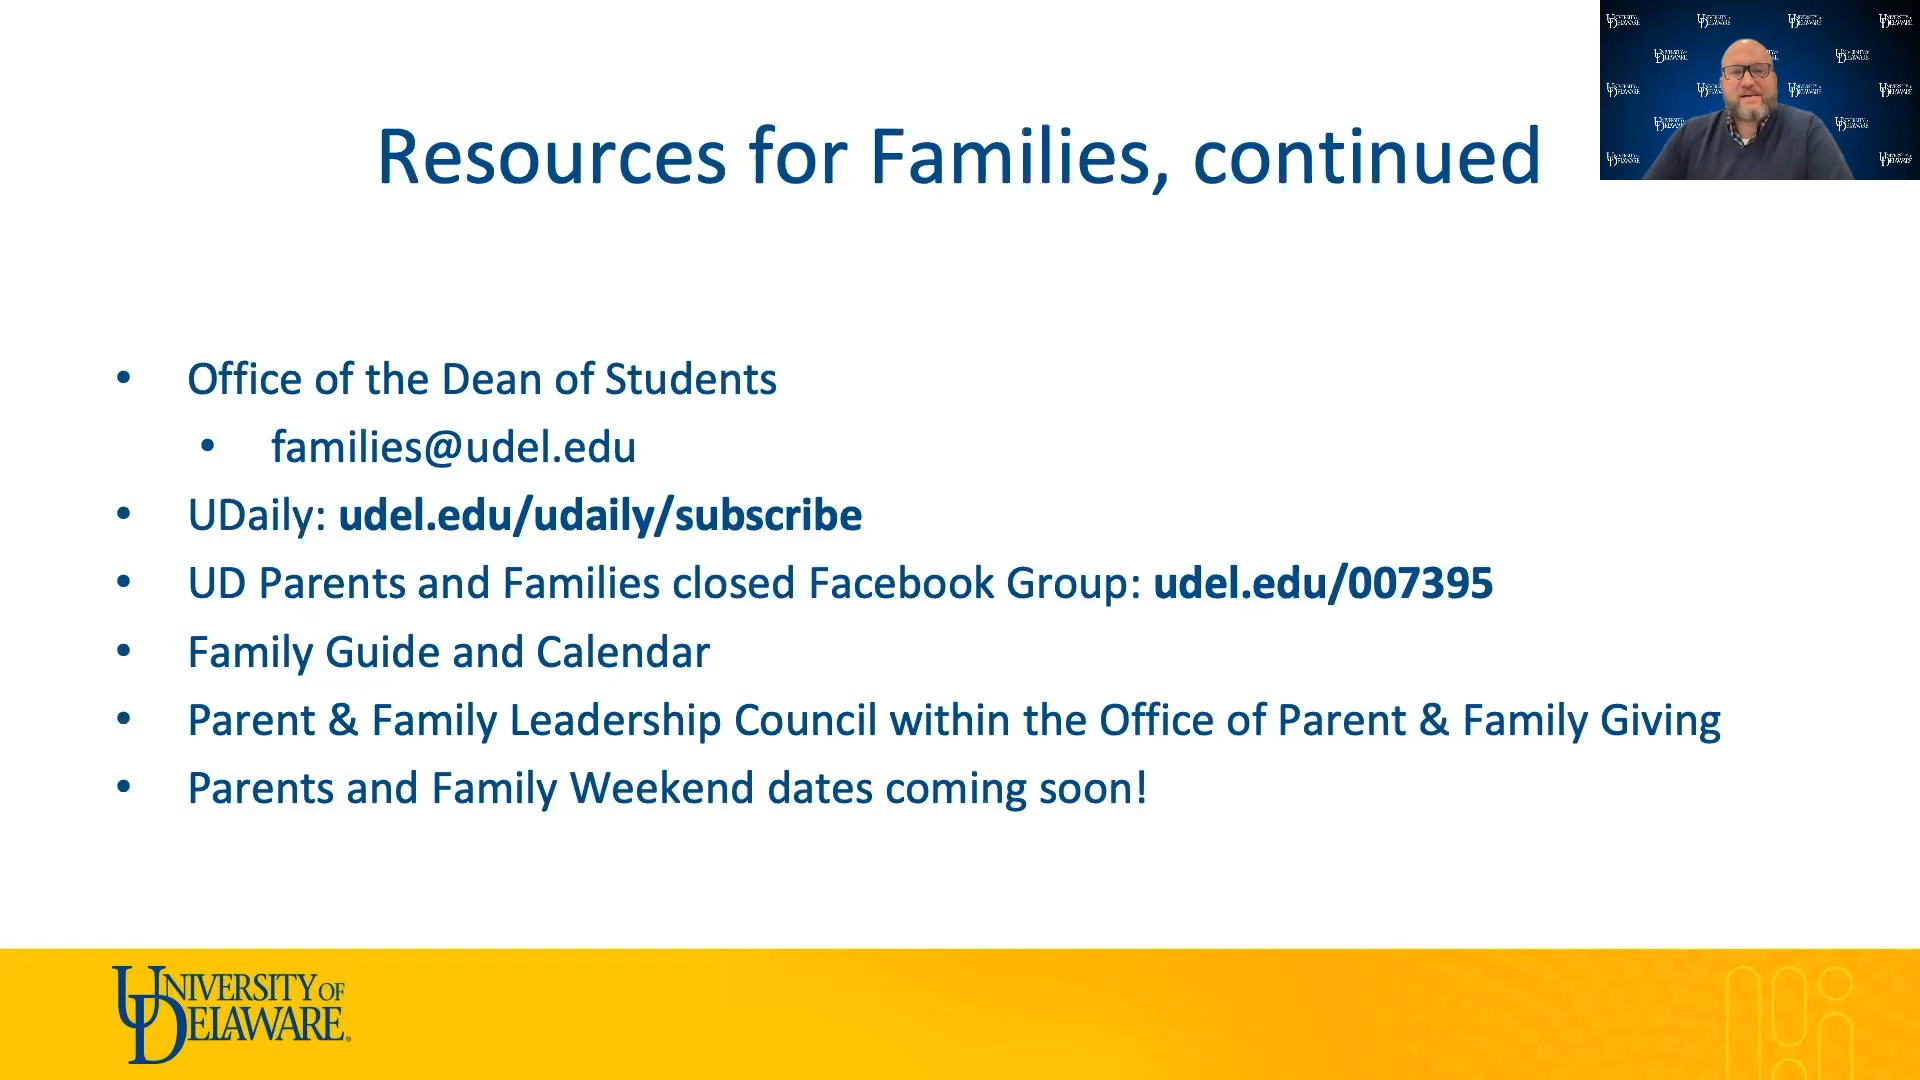 Resources for Families, continued
• Office of the Dean of Students
• families@udel.edu
• UDaily: udel.edu/udaily/subscribe
• UD Parents and Families closed Facebook Group: udel.edu/007395
• Family Guide and Calendar
• Parent & Family Leadership Council within the Office of Parent & Family Giving
• Parents and Family Weekend dates coming soon!
UNIVERSITY OF
DELAWARE